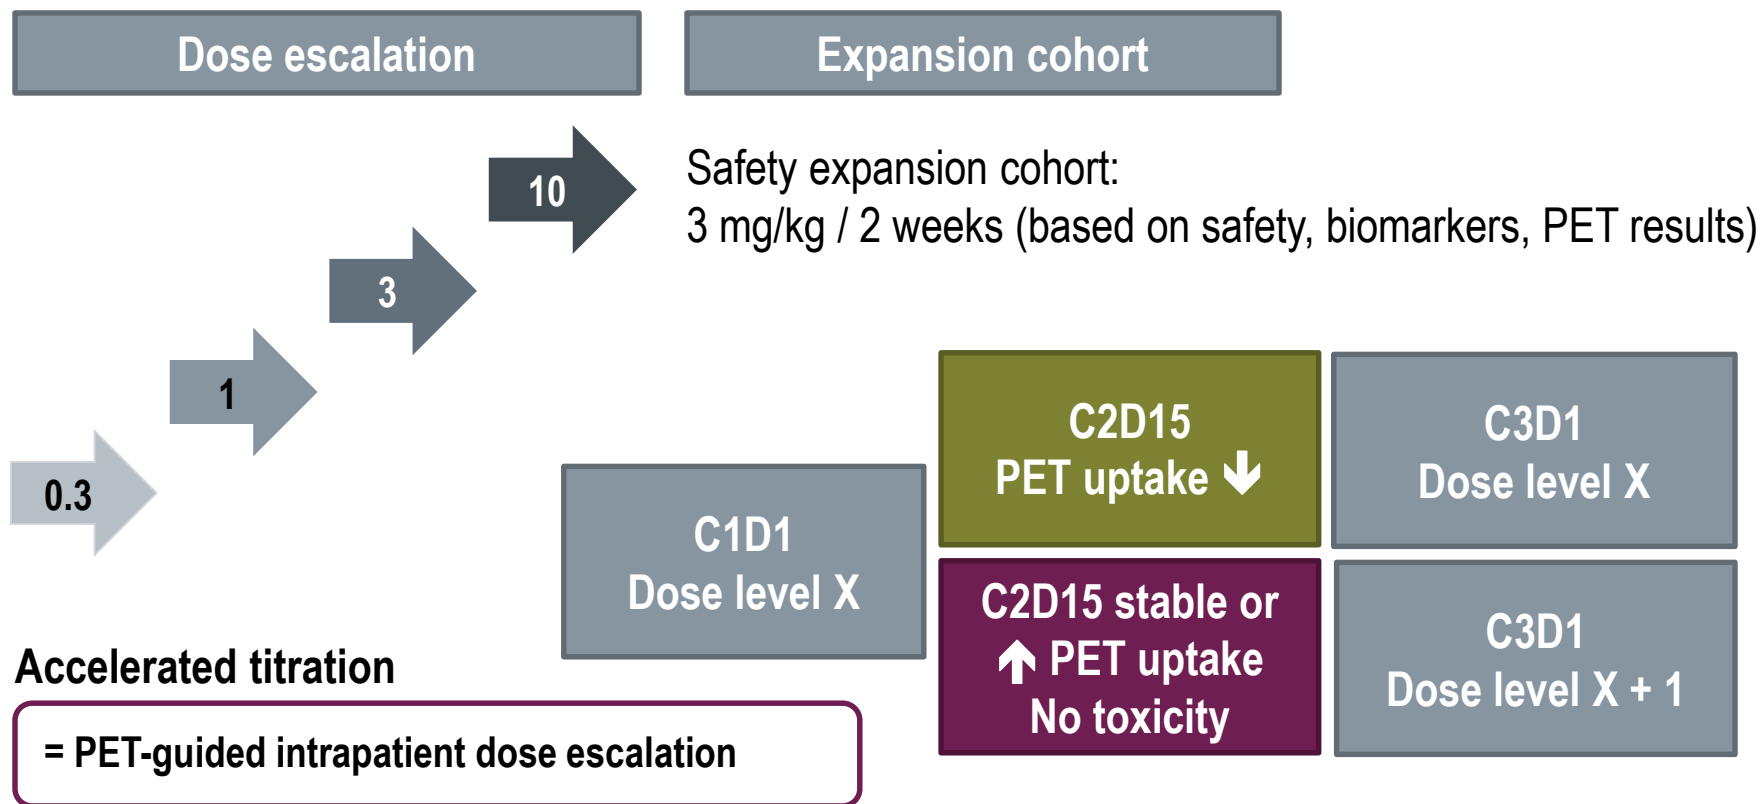 Dose escalation
Expansion cohort
10
3
1
0.3
Safety expansion cohort:
3 mg/kg / 2 weeks (based on safety, biomarkers, PET results)
C1D1
Dose level X
C2D15
PET uptake 🡫
C3D1
Dose level X
C2D15 stable or
🡩 PET uptake
No toxicity
C3D1
Dose level X + 1
Accelerated titration
= PET-guided intrapatient dose escalation